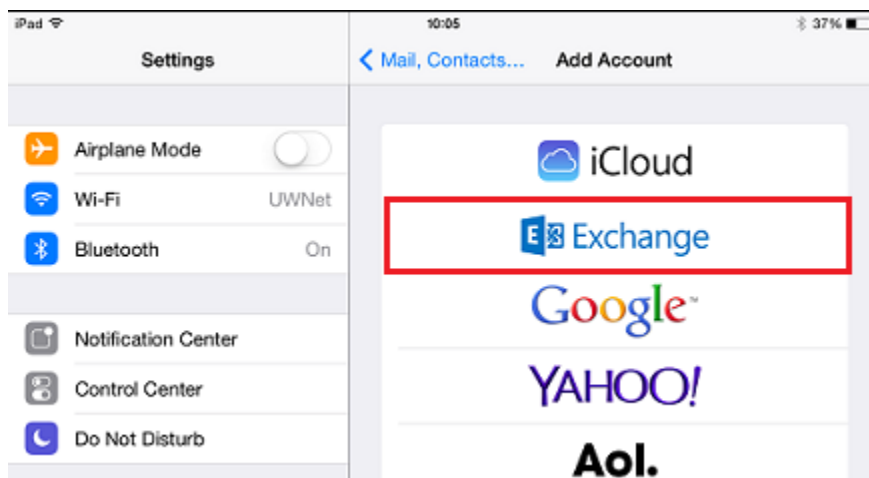 iPad 10:05 37%
Settings
Mail, Contacts... Add Account
Airplane Mode
Wi-Fi UWNet
Bluetooth On
Notification Center
Control Center
Do Not Disturb
iCloud
E Exchange
Google™
YAHOO!
Aol.